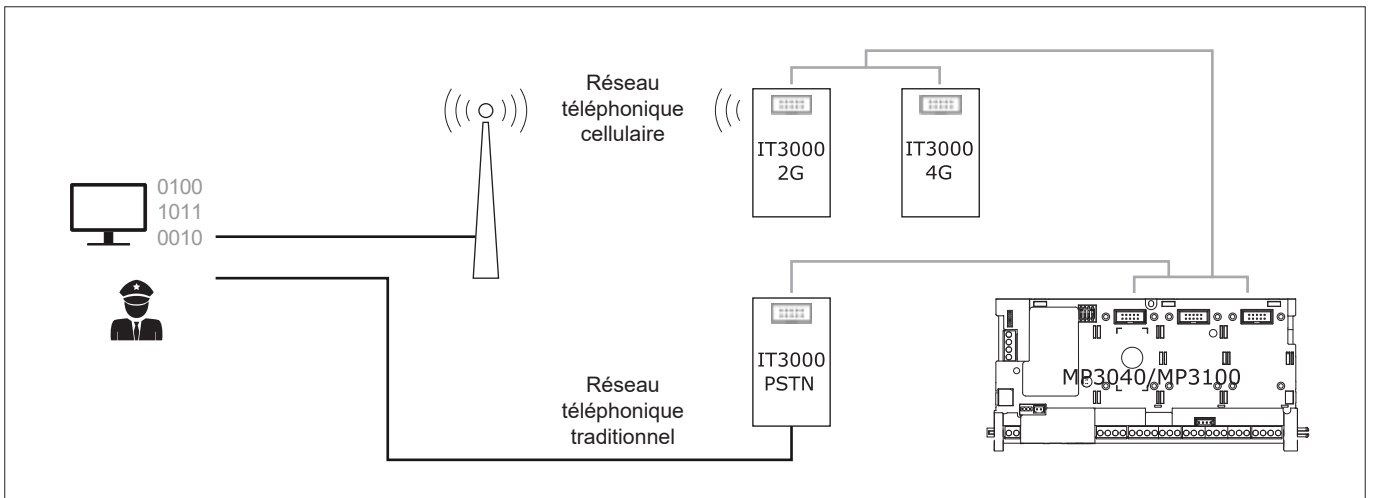 Réseau
téléphonique
cellulaire
IT3000
2G
IT3000
4G
0100
1011
0010
IT3000
PSTN
MP3040/MP3100
Réseau
téléphonique
traditionnel